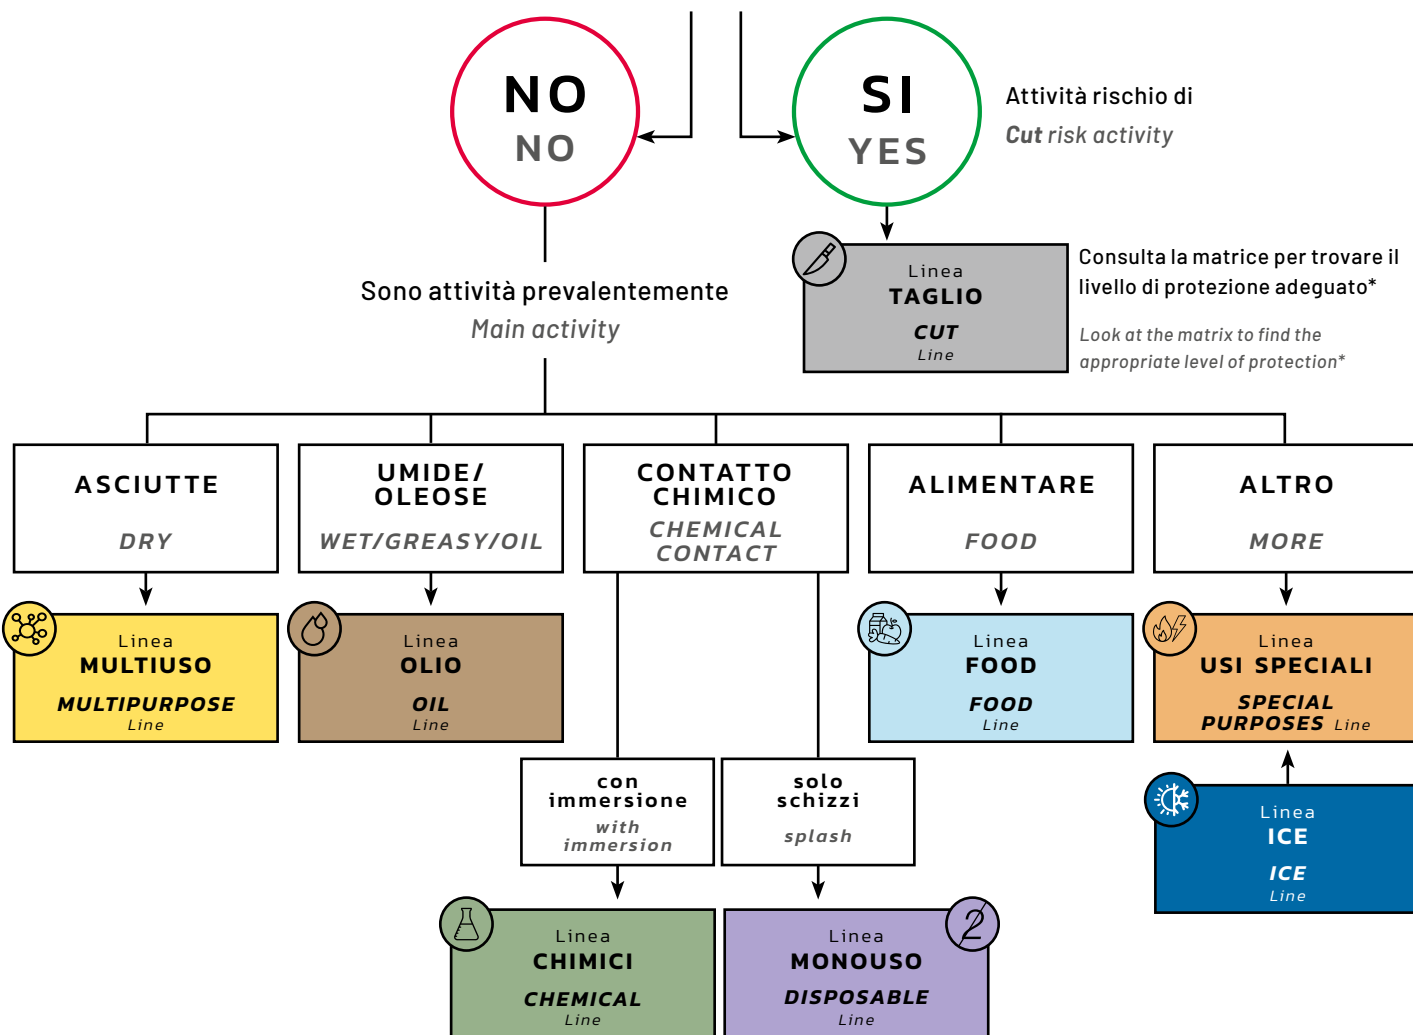 NO
NO
SI
YES
Attività rischio di
Cut risk activity
Linea
TAGLIO
CUT
Line
Consulta la matrice per trovare il
livello di protezione adeguato*
Look at the matrix to find the
appropriate level of protection*
Sono attività prevalentemente
Main activity
ASCIUTTE
DRY
UMIDE/
OLEOSE
WET/GREASY/OIL
CONTATTO
CHIMICO
CHEMICAL
CONTACT
ALIMENTARE
FOOD
ALTRO
MORE
Linea
MULTIUSO
MULTIPURPOSE
Line
Linea
OLIO
OIL
Line
Linea
FOOD
FOOD
Line
Linea
USI SPECIALI
SPECIAL
PURPOSES Line
con
immersione
with
immersion
solo
schizzi
splash
Linea
ICE
ICE
Line
Linea
CHIMICI
CHEMICAL
Line
2
Linea
MONOUSO
DISPOSABLE
Line